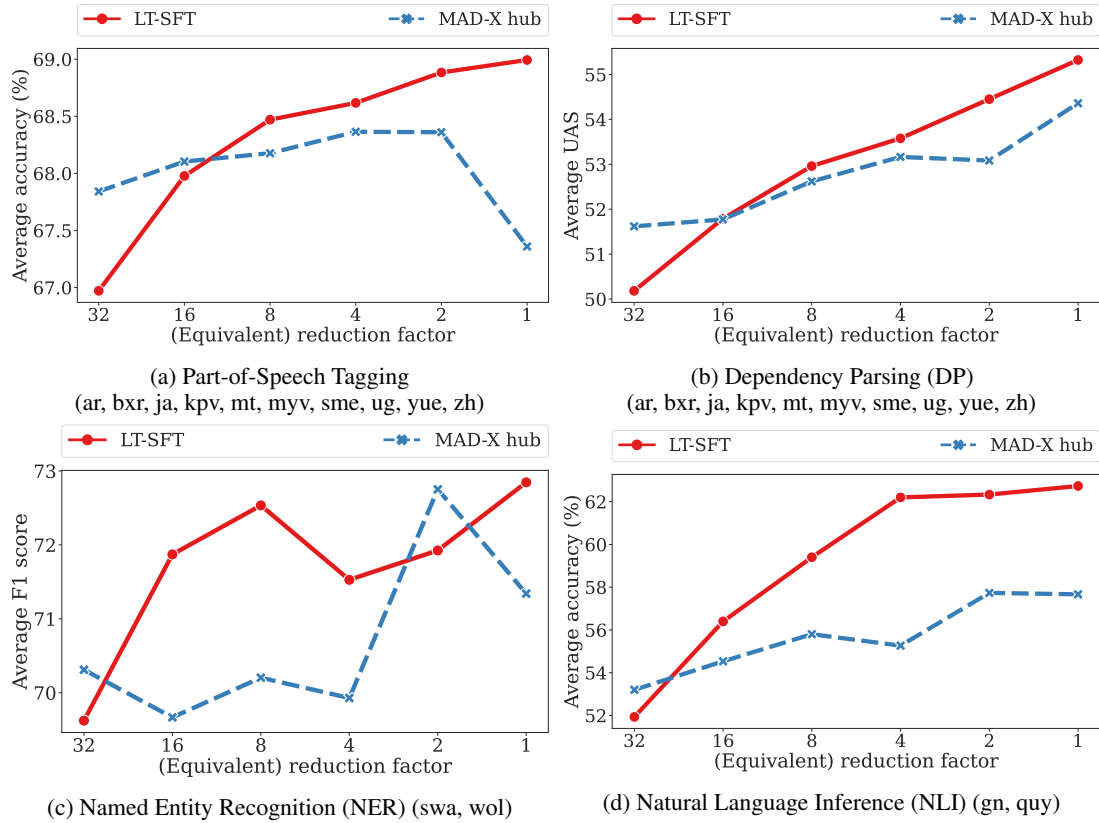 LT-SFT MAD-X hub
Average accuracy (%)
69.0
68.5
68.0
67.5
67.0
32 16 8 4 2 1
(Equivalent) reduction factor
(a) Part-of-Speech Tagging
(ar, bxr, ja, kpv, mt, myv, sme, ug, yue, zh)
LT-SFT MAD-X hub
Average UAS
55
54
53
52
51
50
32 16 8 4 2 1
(Equivalent) reduction factor
(b) Dependency Parsing (DP)
(ar, bxr, ja, kpv, mt, myv, sme, ug, yue, zh)
LT-SFT MAD-X hub
Average F1 score
73
72
71
70
32 16 8 4 2 1
(Equivalent) reduction factor
(c) Named Entity Recognition (NER) (swa, wol)
LT-SFT MAD-X hub
Average accuracy (%)
62
60
58
56
54
52
32 16 8 4 2 1
(Equivalent) reduction factor
(d) Natural Language Inference (NLI) (gn, quy)